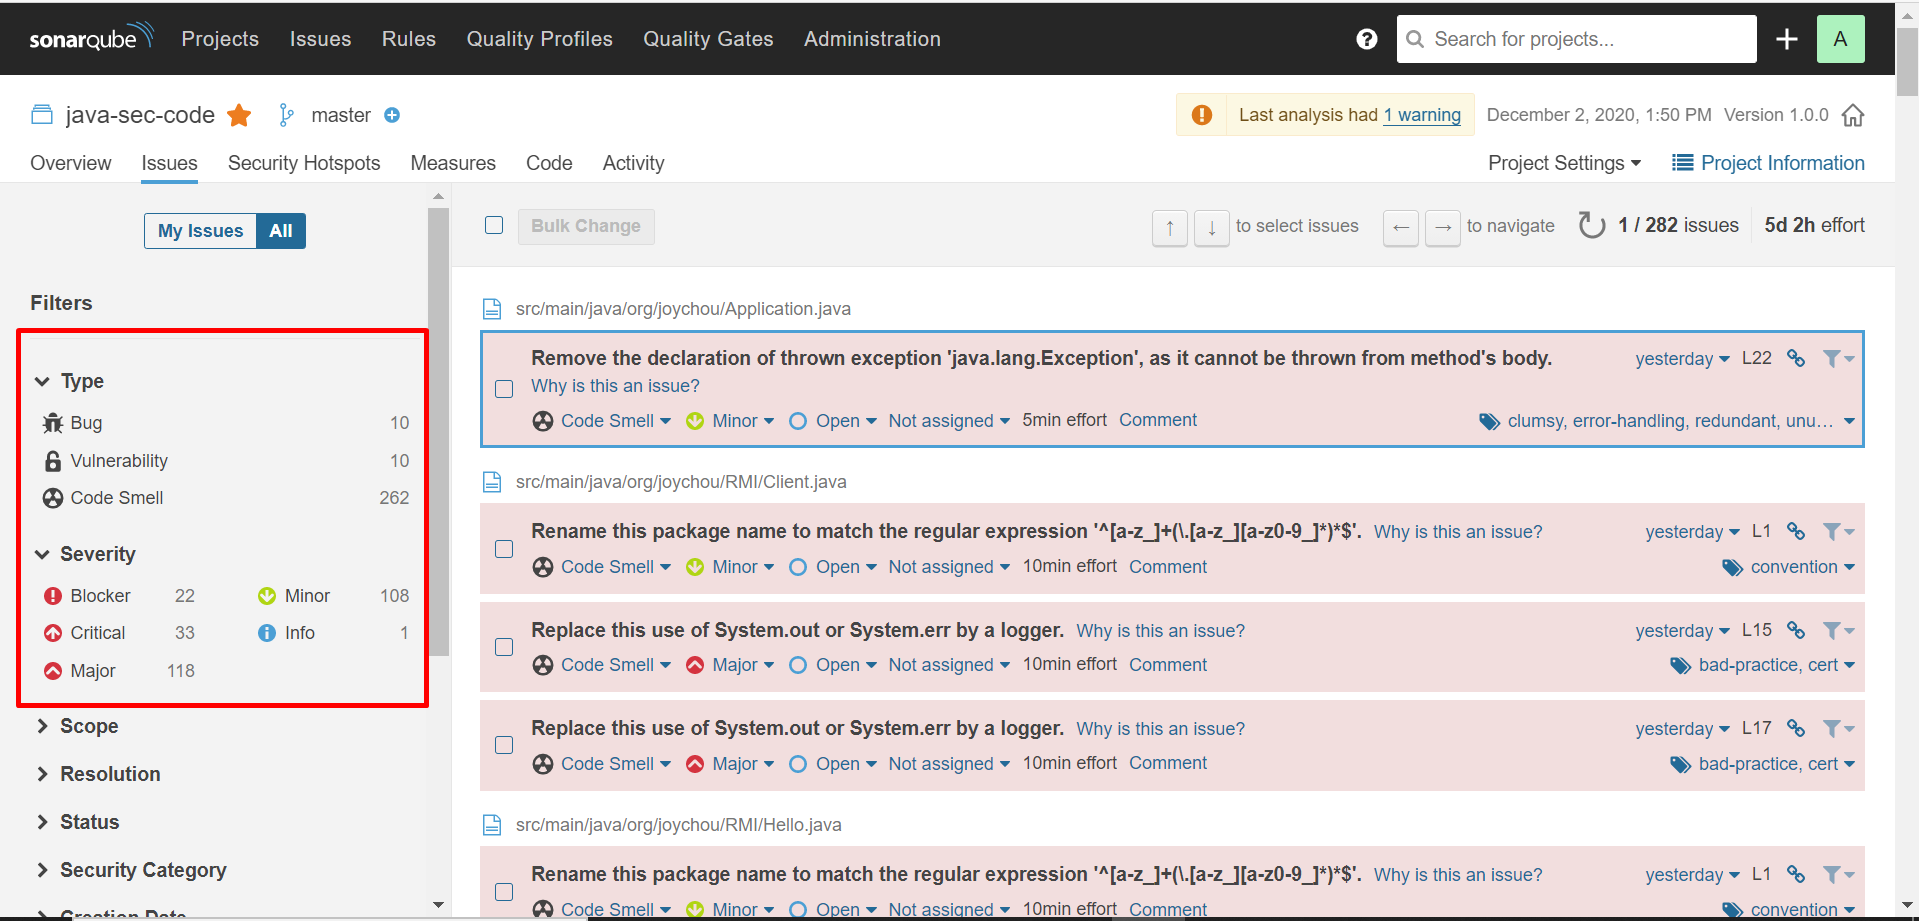 sonarqube Projects Issues Rules Quality Profiles Quality Gates Administration ? Search for projects... + A
java-sec-code master Last analysis had 1 warning December 2, 2020, 1:50 PM Version 1.0.0
Overview Issues Security Hotspots Measures Code Activity Project Settings Project Information
My Issues All
Bulk Change ↑ ↓ to select issues ← → to navigate 1 / 282 issues 5d 2h effort
Filters
Type
Bug 10
Vulnerability 10
Code Smell 262
Severity
Blocker 22 Minor 108
Critical 33 Info 1
Major 118
Scope
Resolution
Status
Security Category
Creation Date
src/main/java/org/joychou/Application.java
Remove the declaration of thrown exception 'java.lang.Exception', as it cannot be thrown from method's body. yesterday L22
Why is this an issue?
Code Smell Minor Open Not assigned 5min effort Comment clumsy, error-handling, redundant, unu...
src/main/java/org/joychou/RMI/Client.java
Rename this package name to match the regular expression '^[a-z_]+(\.[a-z_][a-z0-9_]*)*$'. Why is this an issue? yesterday L1
Code Smell Minor Open Not assigned 10min effort Comment convention
Replace this use of System.out or System.err by a logger. Why is this an issue? yesterday L15
Code Smell Major Open Not assigned 10min effort Comment bad-practice, cert
Replace this use of System.out or System.err by a logger. Why is this an issue? yesterday L17
Code Smell Major Open Not assigned 10min effort Comment bad-practice, cert
src/main/java/org/joychou/RMI/Hello.java
Rename this package name to match the regular expression '^[a-z_]+(\.[a-z_][a-z0-9_]*)*$'. Why is this an issue? yesterday L1
Code Smell Minor Open Not assigned 10min effort Comment convention